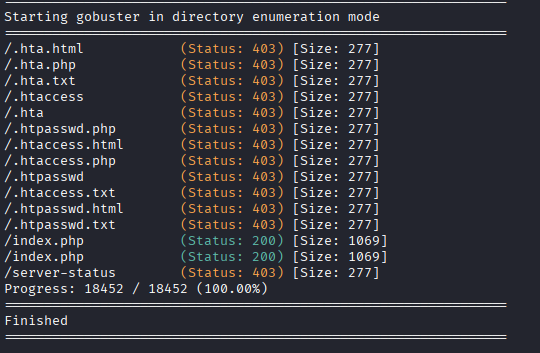 Starting gobuster in directory enumeration mode
/.hta.html (Status: 403) [Size: 277]
/.hta.php (Status: 403) [Size: 277]
/.hta.txt (Status: 403) [Size: 277]
/.htaccess (Status: 403) [Size: 277]
/.hta (Status: 403) [Size: 277]
/.htpasswd.php (Status: 403) [Size: 277]
/.htaccess.html (Status: 403) [Size: 277]
/.htaccess.php (Status: 403) [Size: 277]
/.htpasswd (Status: 403) [Size: 277]
/.htaccess.txt (Status: 403) [Size: 277]
/.htpasswd.html (Status: 403) [Size: 277]
/.htpasswd.txt (Status: 403) [Size: 277]
/index.php (Status: 200) [Size: 1069]
/index.php (Status: 200) [Size: 1069]
/server-status (Status: 403) [Size: 277]
Progress: 18452 / 18452 (100.00%)
Finished